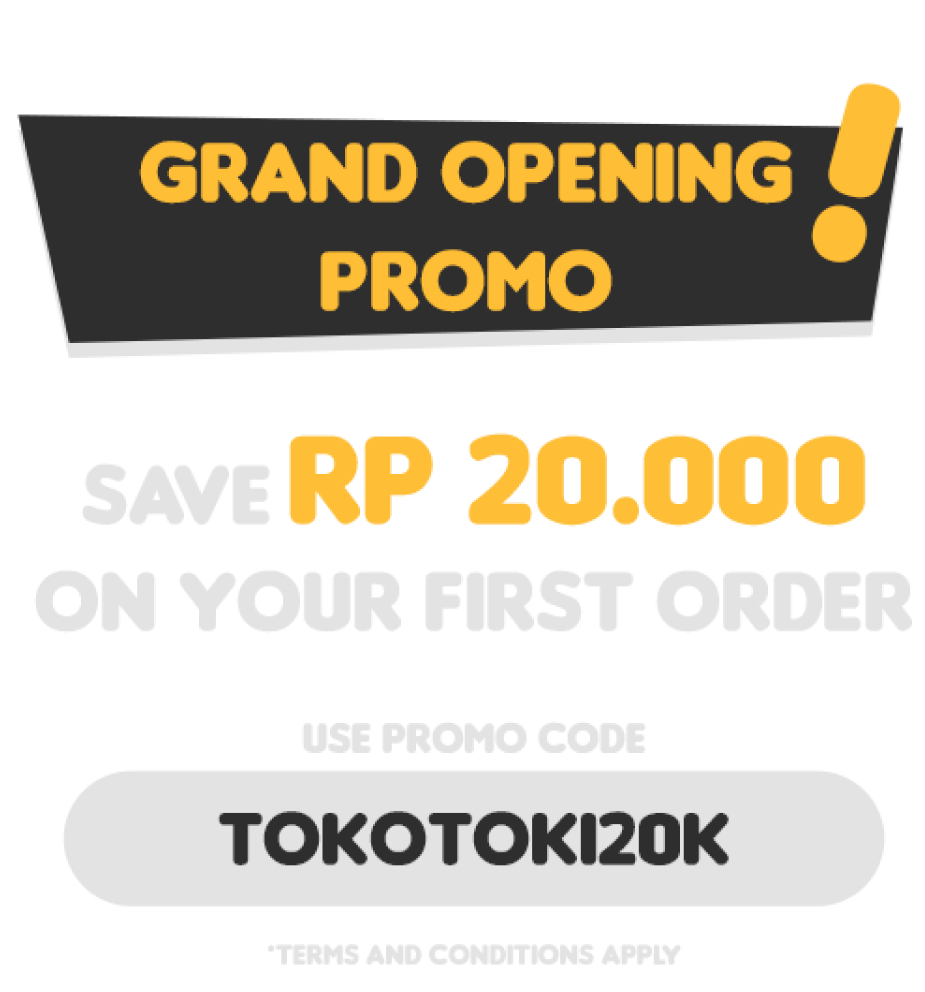 GRAND OPENING
PROMO!
SAVE RP 20.000
ON YOUR FIRST ORDER
USE PROMO CODE
TOKOTOKI20K
*TERMS AND CONDITIONS APPLY